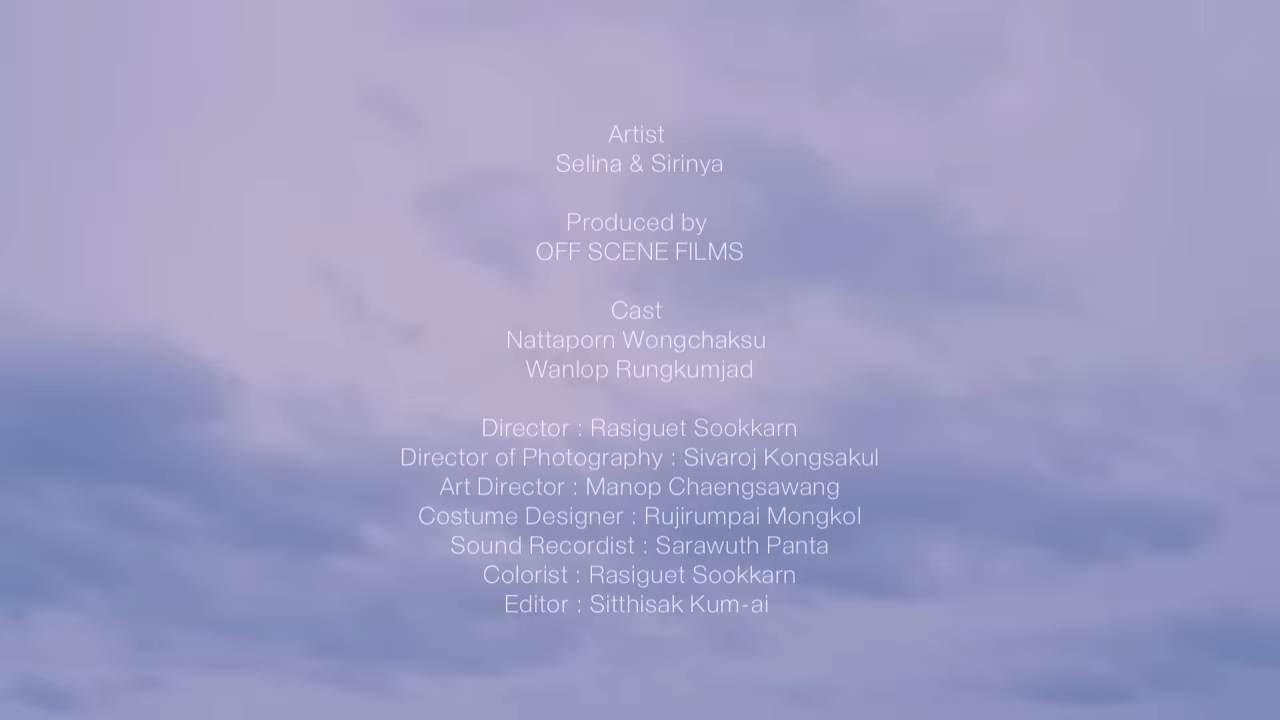 Artist
Selina & Sirinya
Produced by
OFF SCENE FILMS
Cast
Nattaporn Wongchaksu
Wanlop Rungkumjad
Director : Rasiguet Sookkarn
Director of Photography : Sivaroj Kongsakul
Art Director : Manop Chaengsawang
Costume Designer : Rujirumpai Mongkol
Sound Recordist : Sarawuth Panta
Colorist : Rasiguet Sookkarn
Editor : Sitthisak Kum-ai